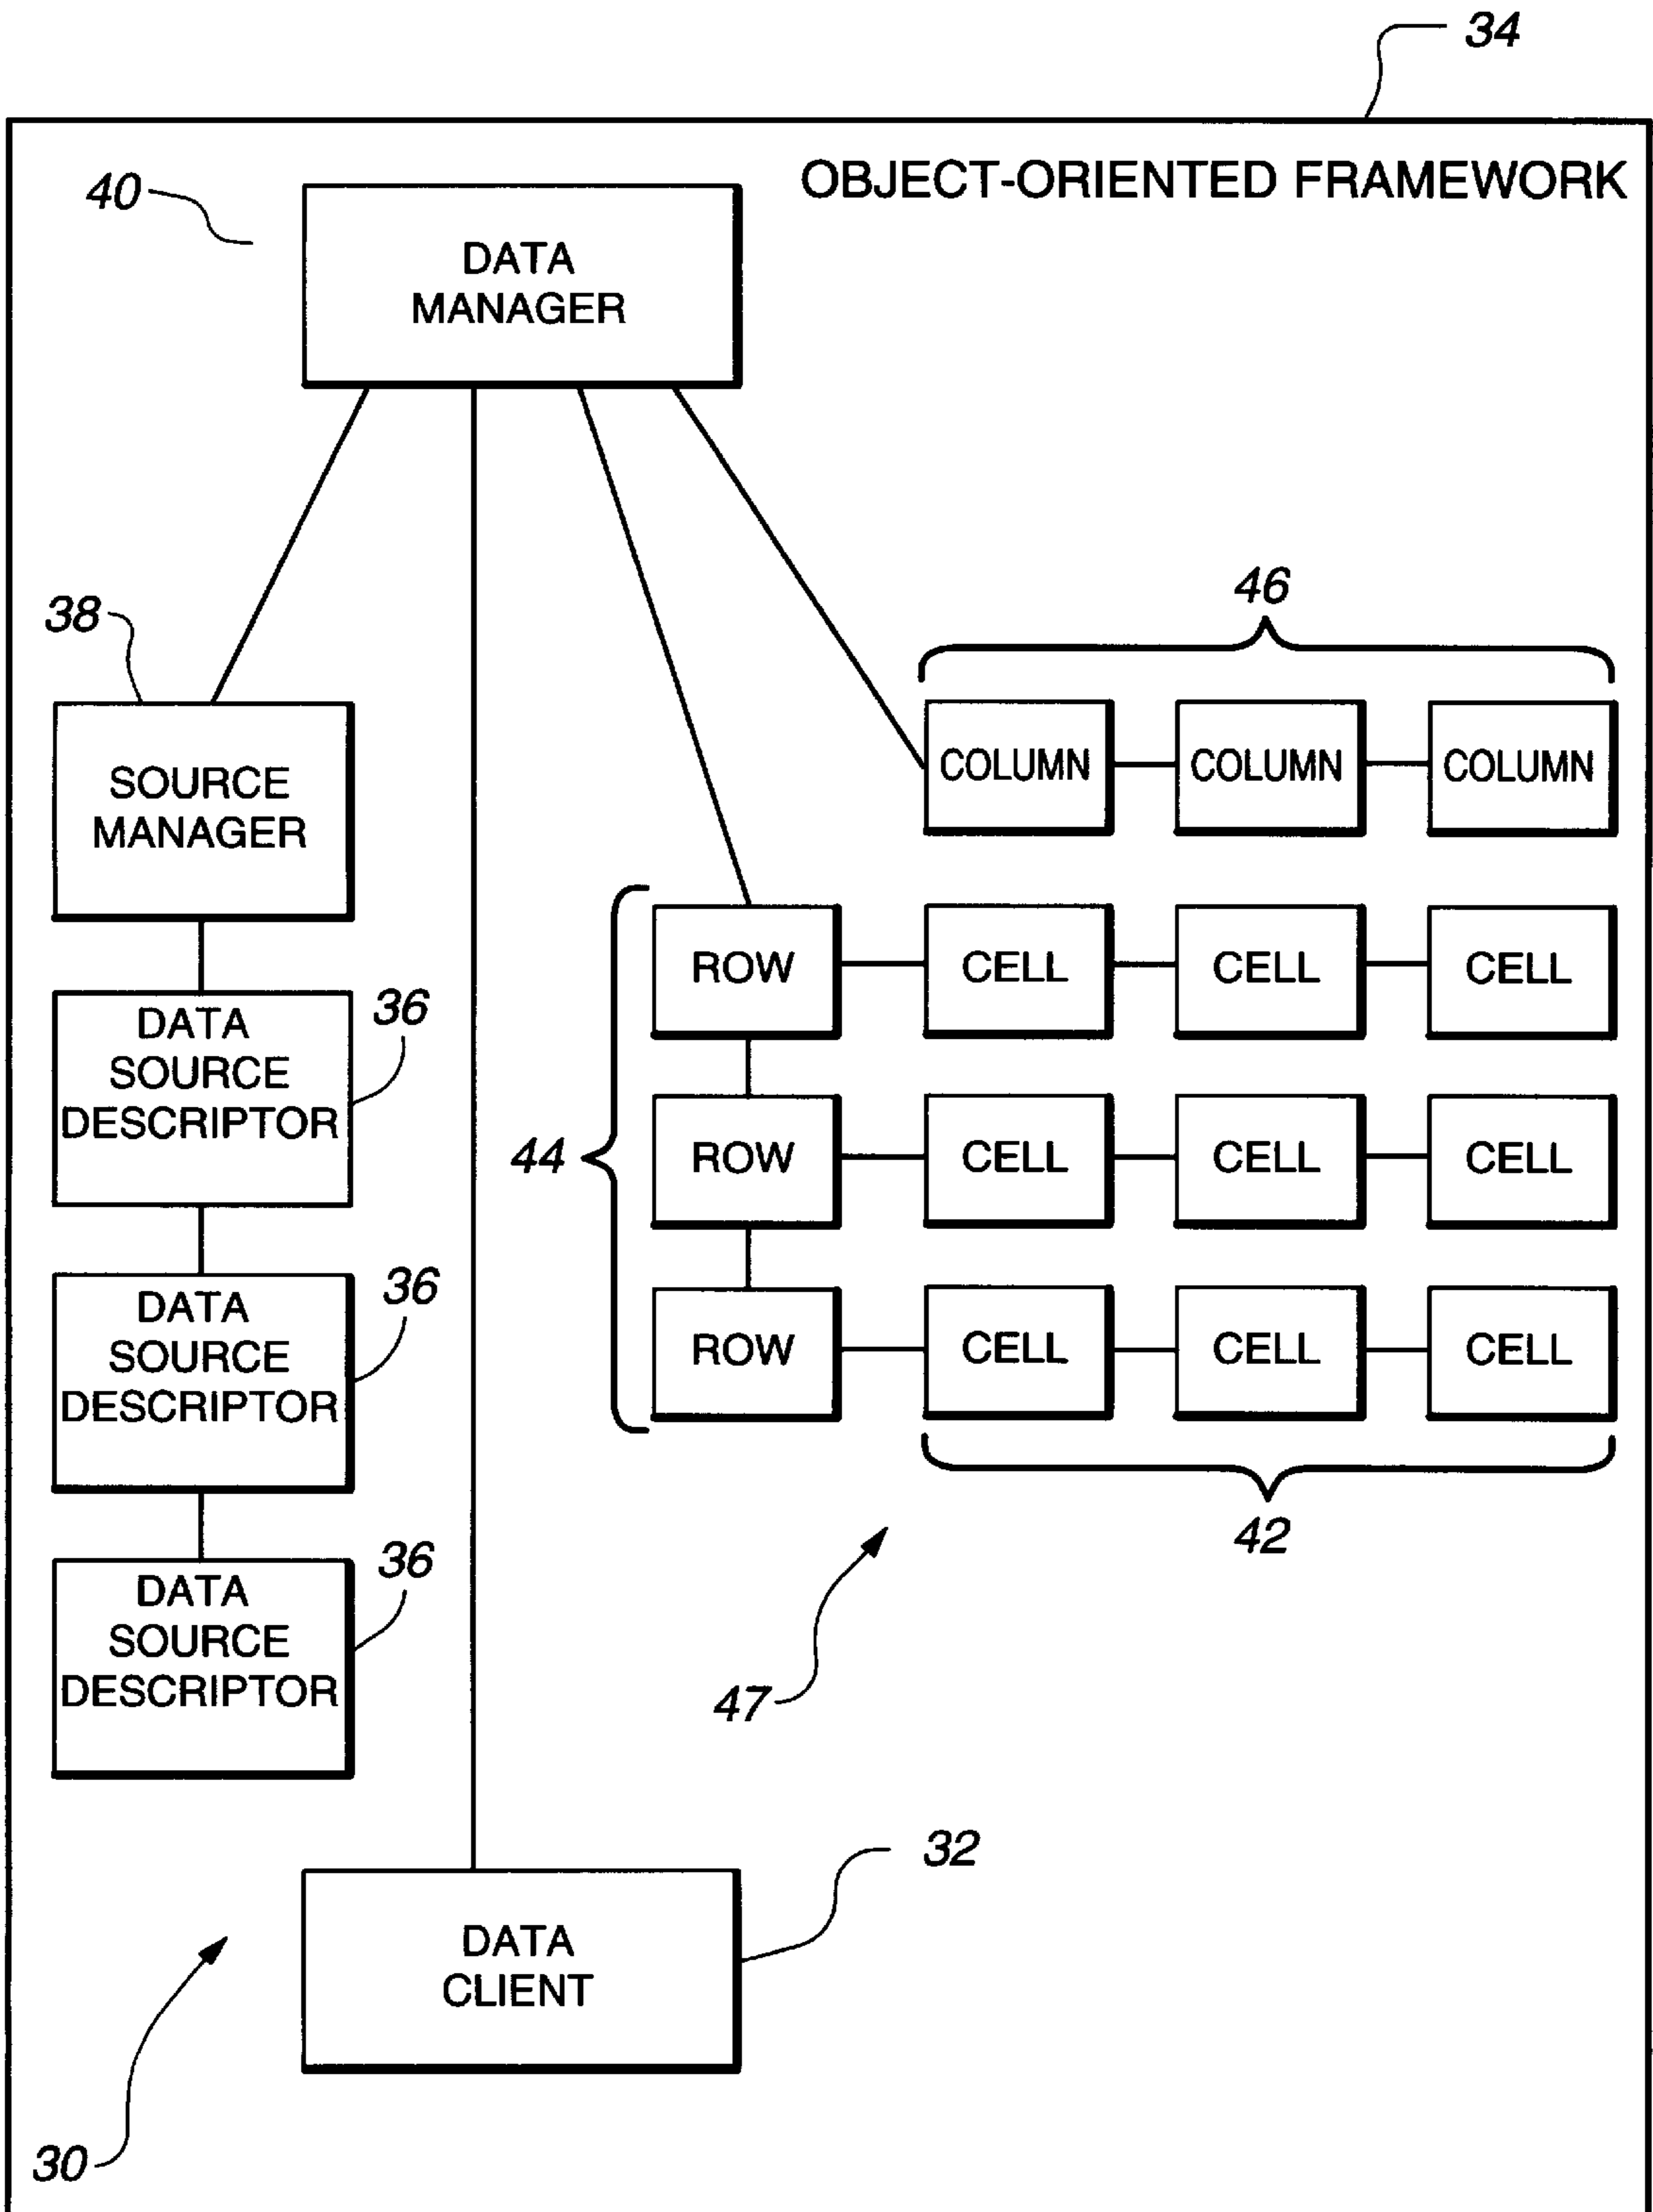 34
OBJECT-ORIENTED FRAMEWORK
40
DATA
MANAGER
46
38
COLUMN COLUMN COLUMN
SOURCE
MANAGER
ROW CELL CELL CELL
36
DATA
SOURCE
DESCRIPTOR
44
ROW CELL CELL CELL
36
DATA
SOURCE
DESCRIPTOR
ROW CELL CELL CELL
42
36
DATA
SOURCE
DESCRIPTOR
47
32
DATA
CLIENT
30